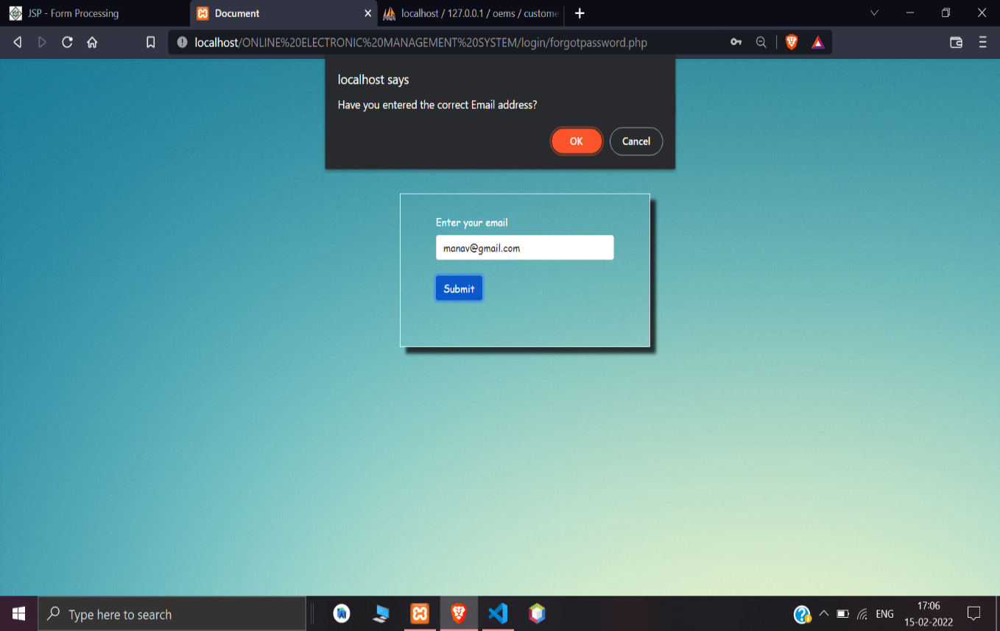 JSP - Form Processing
Document
localhost / 127.0.0.1 / oems / custome
localhost/ONLINE%20ELECTRONIC%20MANAGEMENT%20SYSTEM/login/forgotpassword.php
localhost says
Have you entered the correct Email address?
OK
Cancel
Enter your email
manav@gmail.com
Submit
Type here to search
ENG
17:06
15-02-2022